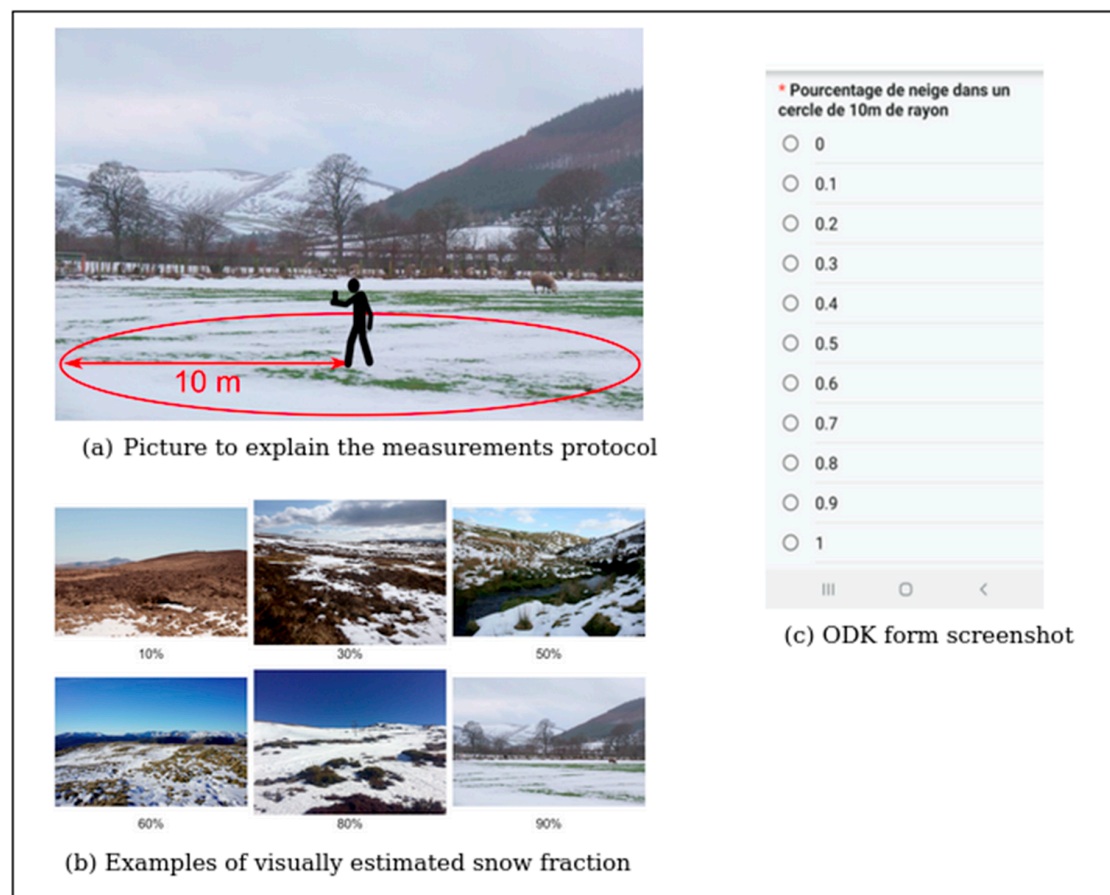 10 m
(a) Picture to explain the measurements protocol
10%
30%
50%
60%
80%
90%
(b) Examples of visually estimated snow fraction
* Pourcentage de neige dans un
cercle de 10m de rayon
0
0.1
0.2
0.3
0.4
0.5
0.6
0.7
0.8
0.9
1
(c) ODK form screenshot